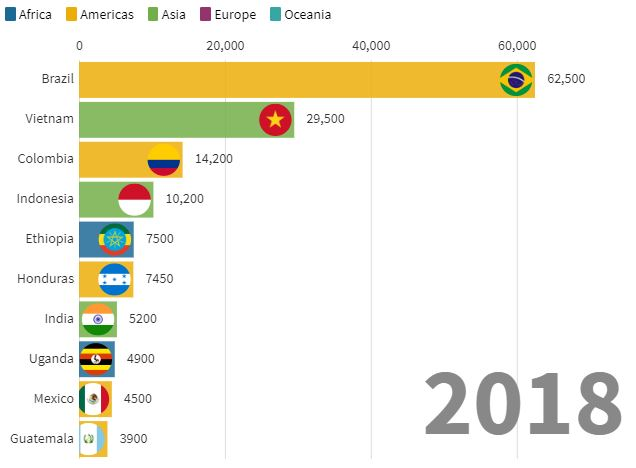 Africa Americas Asia Europe Oceania
0 20,000 40,000 60,000
Brazil 62,500
Vietnam 29,500
Colombia 14,200
Indonesia 10,200
Ethiopia 7500
Honduras 7450
India 5200
Uganda 4900
Mexico 4500
Guatemala 3900
2018